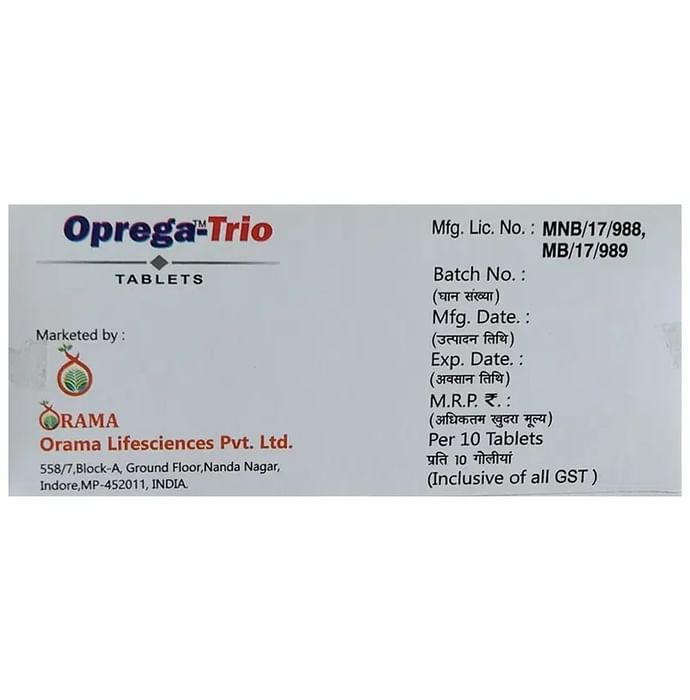 Oprega™-Trio
TABLETS
Marketed by :
ORAMA
Orama Lifesciences Pvt. Ltd.
558/7,Block-A, Ground Floor,Nanda Nagar,
Indore,MP-452011, INDIA.
Mfg. Lic. No. : MNB/17/988,
MB/17/989
Batch No. :
(घान संख्या)
Mfg. Date. :
(उत्पादन तिथि)
Exp. Date. :
(अवसान तिथि)
M.R.P. ₹. :
(अधिकतम खुदरा मूल्य)
Per 10 Tablets
प्रति 10 गोलीयां
(Inclusive of all GST )